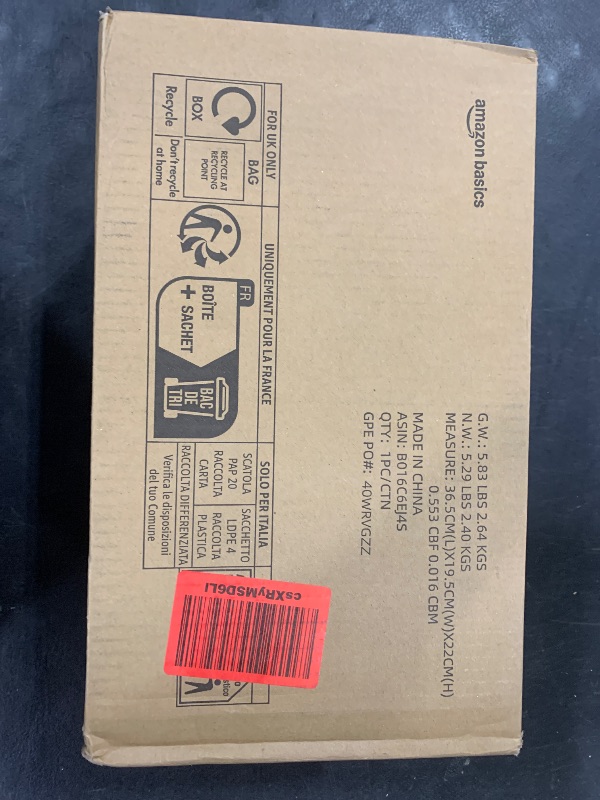 amazon basics
G.W.: 5.83 LBS 2.64 KGS
N.W.: 5.29 LBS 2.40 KGS
MEASURE: 36.5CM(L)X19.5CM(W)X22CM(H)
0.553 CBF 0.016 CBM
MADE IN CHINA
ASIN: B016C6EJ4S
QTY: 1PC/CTN
GPE PO#: 40WRVGZZ
FOR UK ONLY
BOX
Recycle
BAG
RECYCLE AT
RECYCLING
POINT
Don't recycle
at home
UNIQUEMENT POUR LA FRANCE
FR
BOÎTE
+ SACHET
BAC
DE
TRI
SOLO PER ITALIA
SCATOLA
PAP 20
RACCOLTA
CARTA
SACCHETTO
LDPE 4
RACCOLTA
PLASTICA
RACCOLTA DIFFERENZIATA
Verifica le disposizioni
del tuo Comune
csXRyMSD6LI